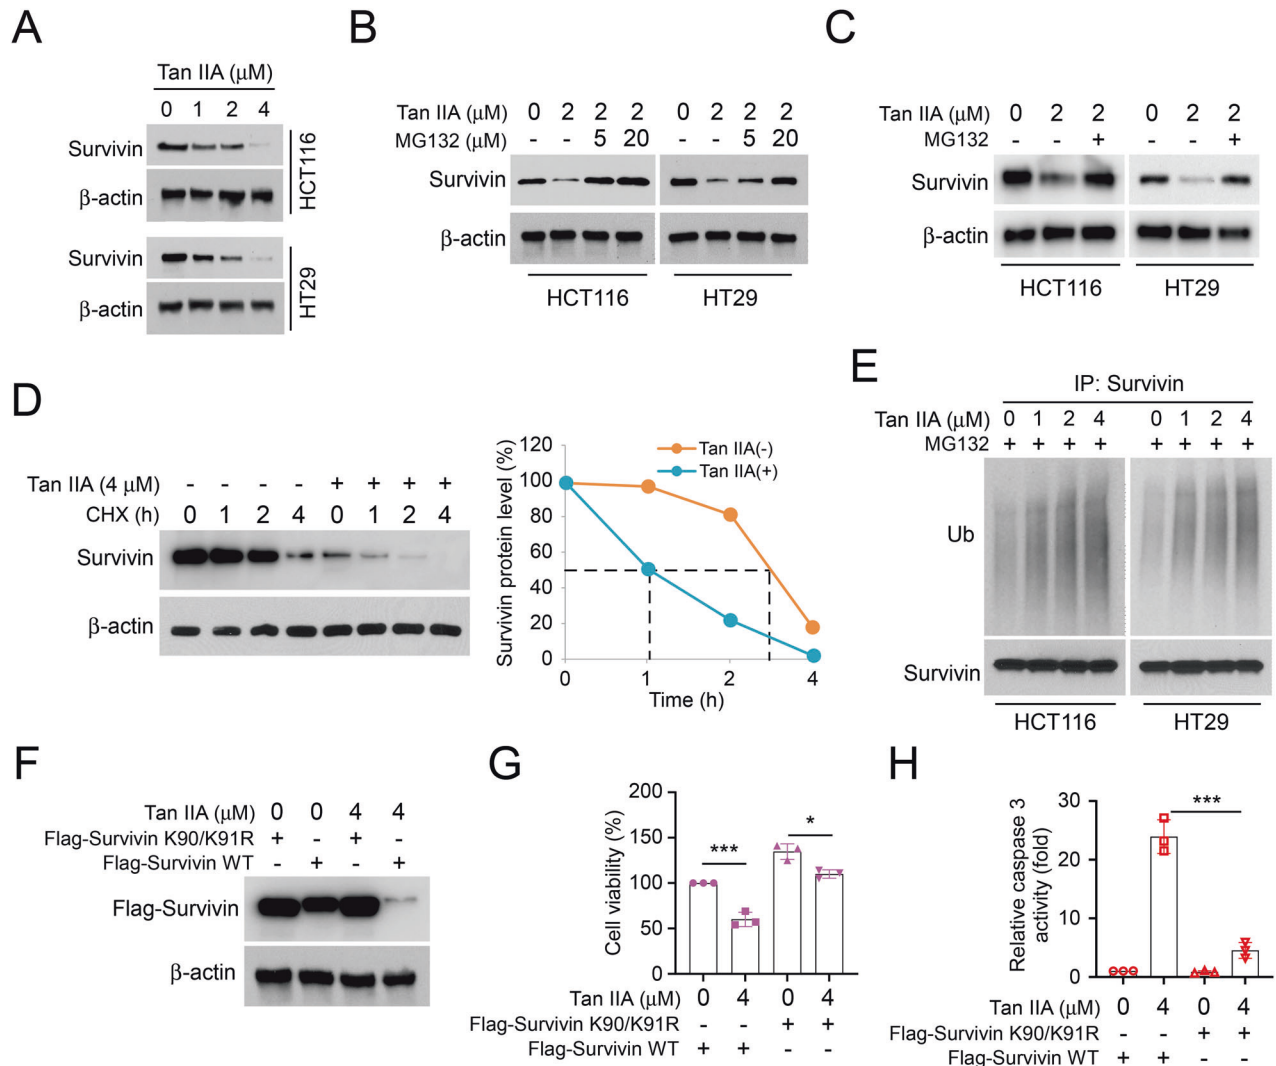 A
Tan IIA (μM)
0 1 2 4
Survivin
β-actin
HCT116
Survivin
β-actin
HT29
B
Tan IIA (μM) 0 2 2 2 0 2 2 2
MG132 (μM) - - 5 20 - - 5 20
Survivin
β-actin
HCT116 HT29
C
Tan IIA (μM) 0 2 2 0 2 2
MG132 - - + - - +
Survivin
β-actin
HCT116 HT29
D
Tan IIA (4 μM) - - - - + + + +
CHX (h) 0 1 2 4 0 1 2 4
Survivin
β-actin
Survivin protein level (%)
120
100
80
60
40
20
0
0 1 2 4
Time (h)
Tan IIA(-)
Tan IIA(+)
E
IP: Survivin
Tan IIA (μM) 0 1 2 4 0 1 2 4
MG132 + + + + + + + +
Ub
Survivin
HCT116 HT29
F
Tan IIA (μM) 0 0 4 4
Flag-Survivin K90/K91R + - + -
Flag-Survivin WT - + - +
Flag-Survivin
β-actin
G
Cell viability (%)
200
150
100
50
0
***
*
Tan IIA (μM) 0 4 0 4
Flag-Survivin K90/K91R - - + +
Flag-Survivin WT + + - -
H
Relative caspase 3
activity (fold)
30
20
10
0
***
Tan IIA (μM) 0 4 0 4
Flag-Survivin K90/K91R - - + +
Flag-Survivin WT + + - -